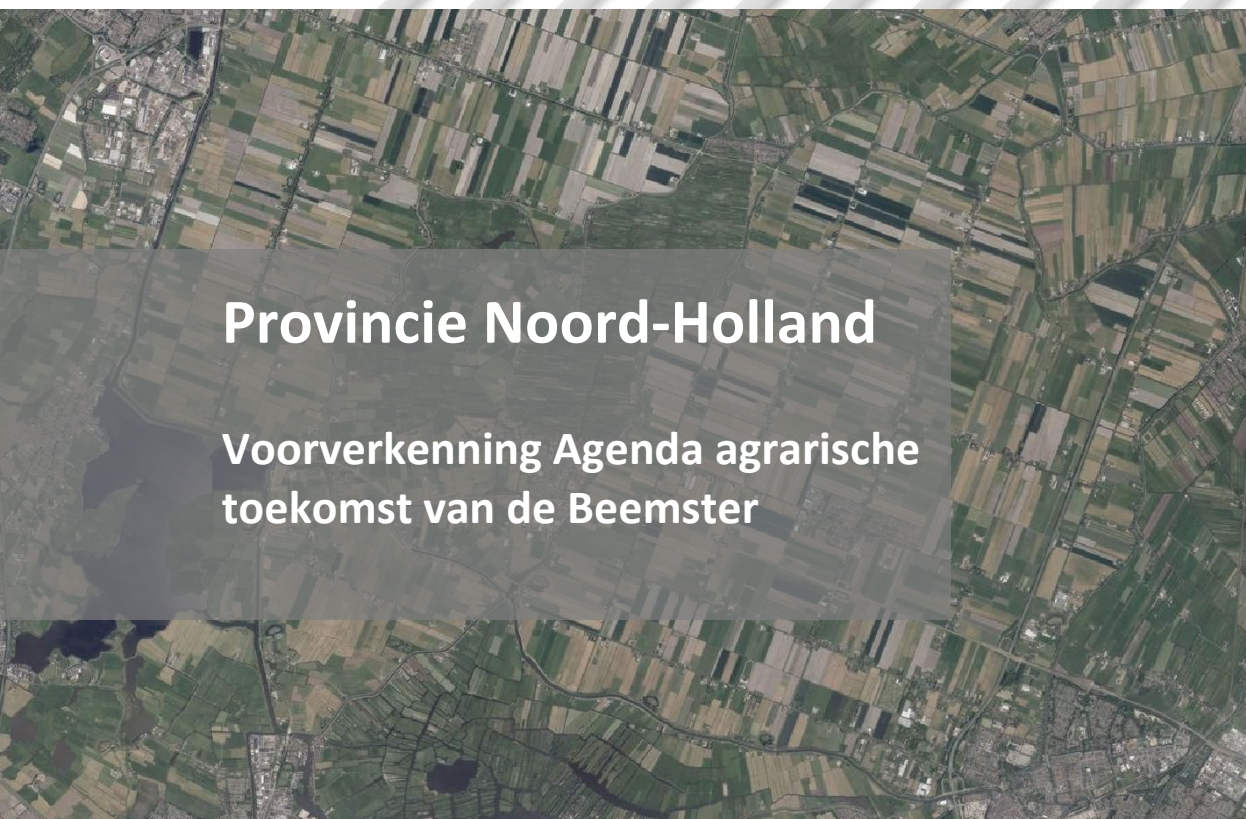 Provincie Noord-Holland
Voorverkenning Agenda agrarische
toekomst van de Beemster